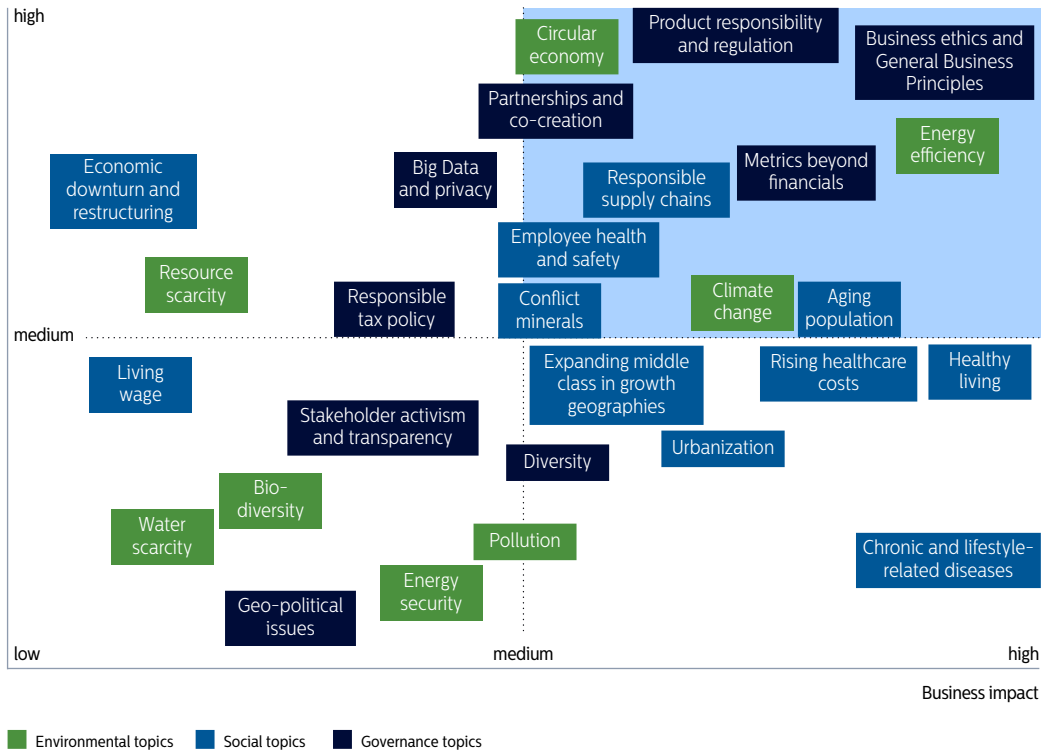 high
Circular
economy
Product responsibility
and regulation
Business ethics and
General Business
Principles
Partnerships and
co-creation
Energy
efficiency
Economic
downturn and
restructuring
Big Data
and privacy
Responsible
supply chains
Metrics beyond
financials
Employee health
and safety
Resource
scarcity
Responsible
tax policy
Conflict
minerals
Climate
change
Aging
population
medium
Living
wage
Expanding middle
class in growth
geographies
Rising healthcare
costs
Healthy
living
Stakeholder activism
and transparency
Diversity
Urbanization
Bio-
diversity
Water
scarcity
Pollution
Chronic and lifestyle-
related diseases
Energy
security
Geo-political
issues
low
medium
high
Business impact
Environmental topics
Social topics
Governance topics